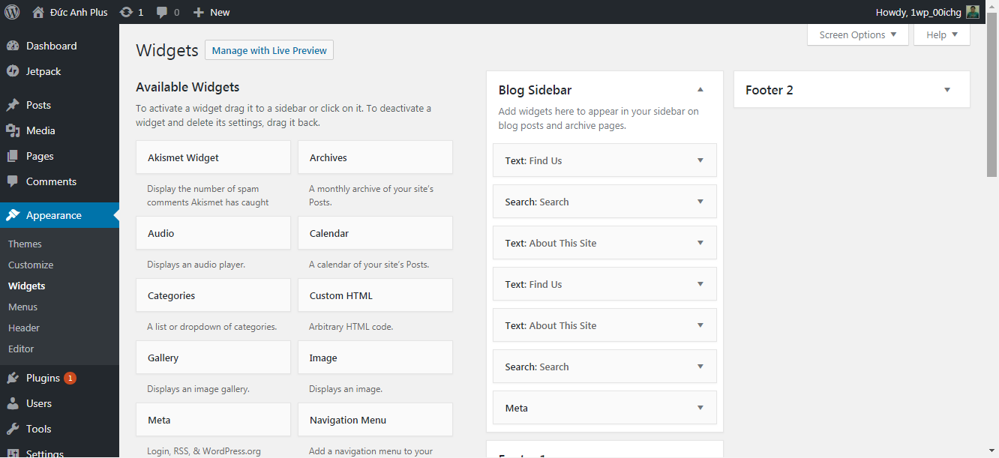 Đức Anh Plus 1 0 New Howdy, 1wp_00ichg
Screen Options Help
Dashboard
Jetpack
Posts
Media
Pages
Comments
Appearance
Themes
Customize
Widgets
Menus
Header
Editor
Plugins 1
Users
Tools
Settings
Widgets Manage with Live Preview
Available Widgets
To activate a widget drag it to a sidebar or click on it. To deactivate a
widget and delete its settings, drag it back.
Akismet Widget
Display the number of spam
comments Akismet has caught
Archives
A monthly archive of your site's
Posts.
Audio
Displays an audio player.
Calendar
A calendar of your site's Posts.
Categories
A list or dropdown of categories.
Custom HTML
Arbitrary HTML code.
Gallery
Displays an image gallery.
Image
Displays an image.
Meta
Login, RSS, & WordPress.org
Navigation Menu
Add a navigation menu to your
Blog Sidebar
Add widgets here to appear in your sidebar on
blog posts and archive pages.
Text: Find Us
Search: Search
Text: About This Site
Text: Find Us
Text: About This Site
Search: Search
Meta
Footer 1
Footer 2